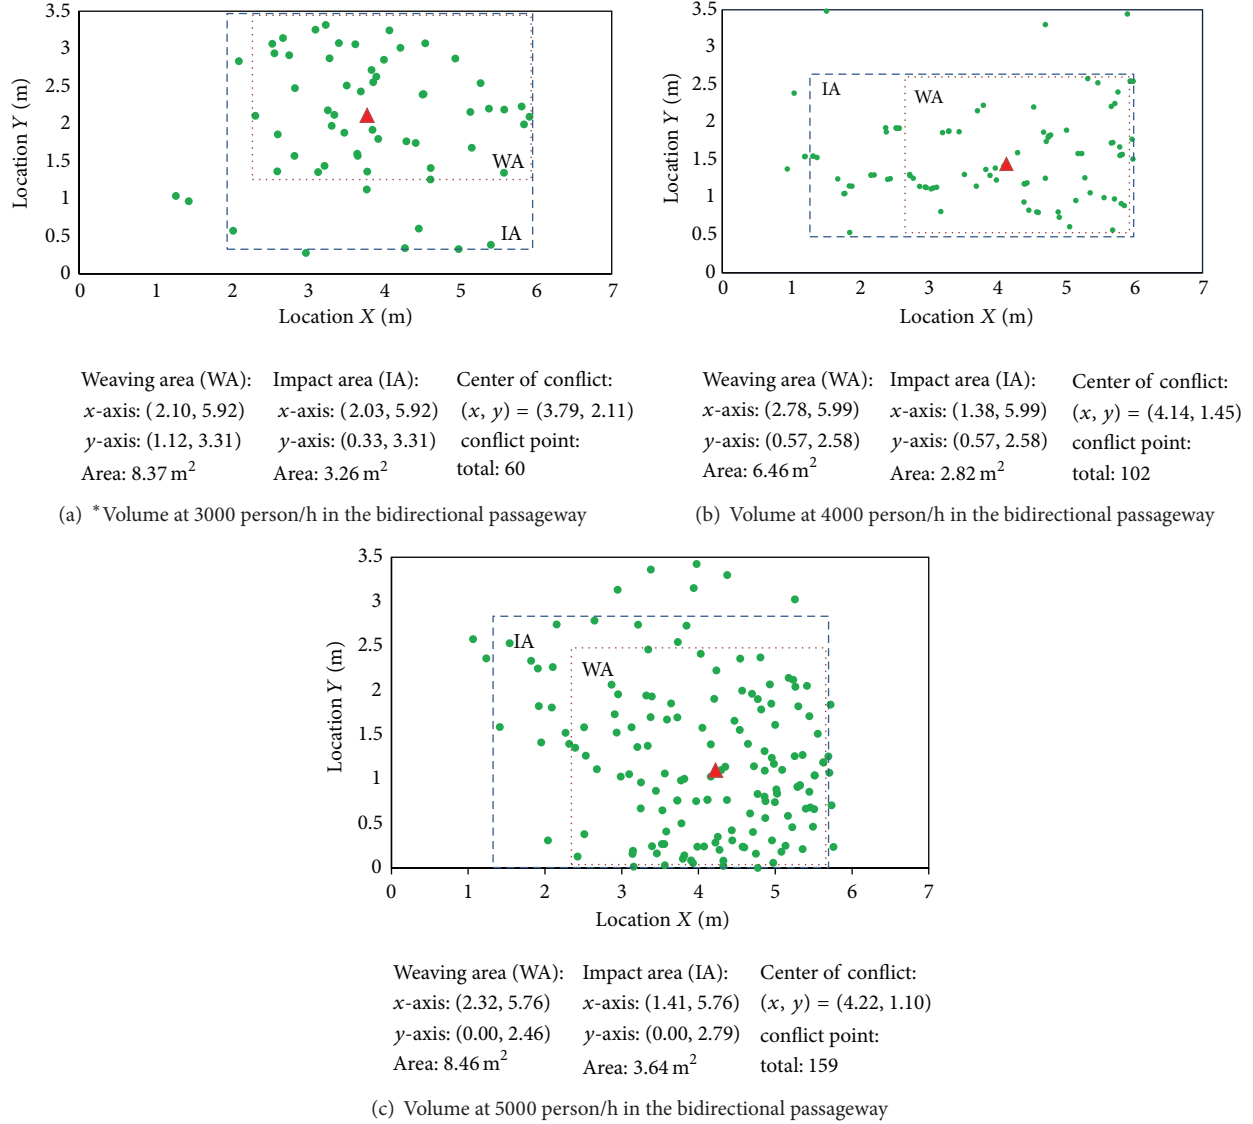 3.5
3
2.5
2
1.5
1
0.5
0
Location Y (m)
WA
IA
0 1 2 3 4 5 6 7
Location X (m)
Weaving area (WA): Impact area (IA): Center of conflict:
x-axis: (2.10, 5.92) x-axis: (2.03, 5.92) (x, y) = (3.79, 2.11)
y-axis: (1.12, 3.31) y-axis: (0.33, 3.31) conflict point:
Area: 8.37 m² Area: 3.26 m² total: 60
(a) *Volume at 3000 person/h in the bidirectional passageway
3.5
3
2.5
2
1.5
1
0.5
0
Location Y (m)
IA
WA
1 2 3 4 5 6 7
Location X (m)
Weaving area (WA): Impact area (IA): Center of conflict:
x-axis: (2.78, 5.99) x-axis: (1.38, 5.99) (x, y) = (4.14, 1.45)
y-axis: (0.57, 2.58) y-axis: (0.57, 2.58) conflict point:
Area: 6.46 m² Area: 2.82 m² total: 102
(b) Volume at 4000 person/h in the bidirectional passageway
3.5
3
2.5
2
1.5
1
0.5
0
Location Y (m)
IA
WA
0 1 2 3 4 5 6 7
Location X (m)
Weaving area (WA): Impact area (IA): Center of conflict:
x-axis: (2.32, 5.76) x-axis: (1.41, 5.76) (x, y) = (4.22, 1.10)
y-axis: (0.00, 2.46) y-axis: (0.00, 2.79) conflict point:
Area: 8.46 m² Area: 3.64 m² total: 159
(c) Volume at 5000 person/h in the bidirectional passageway